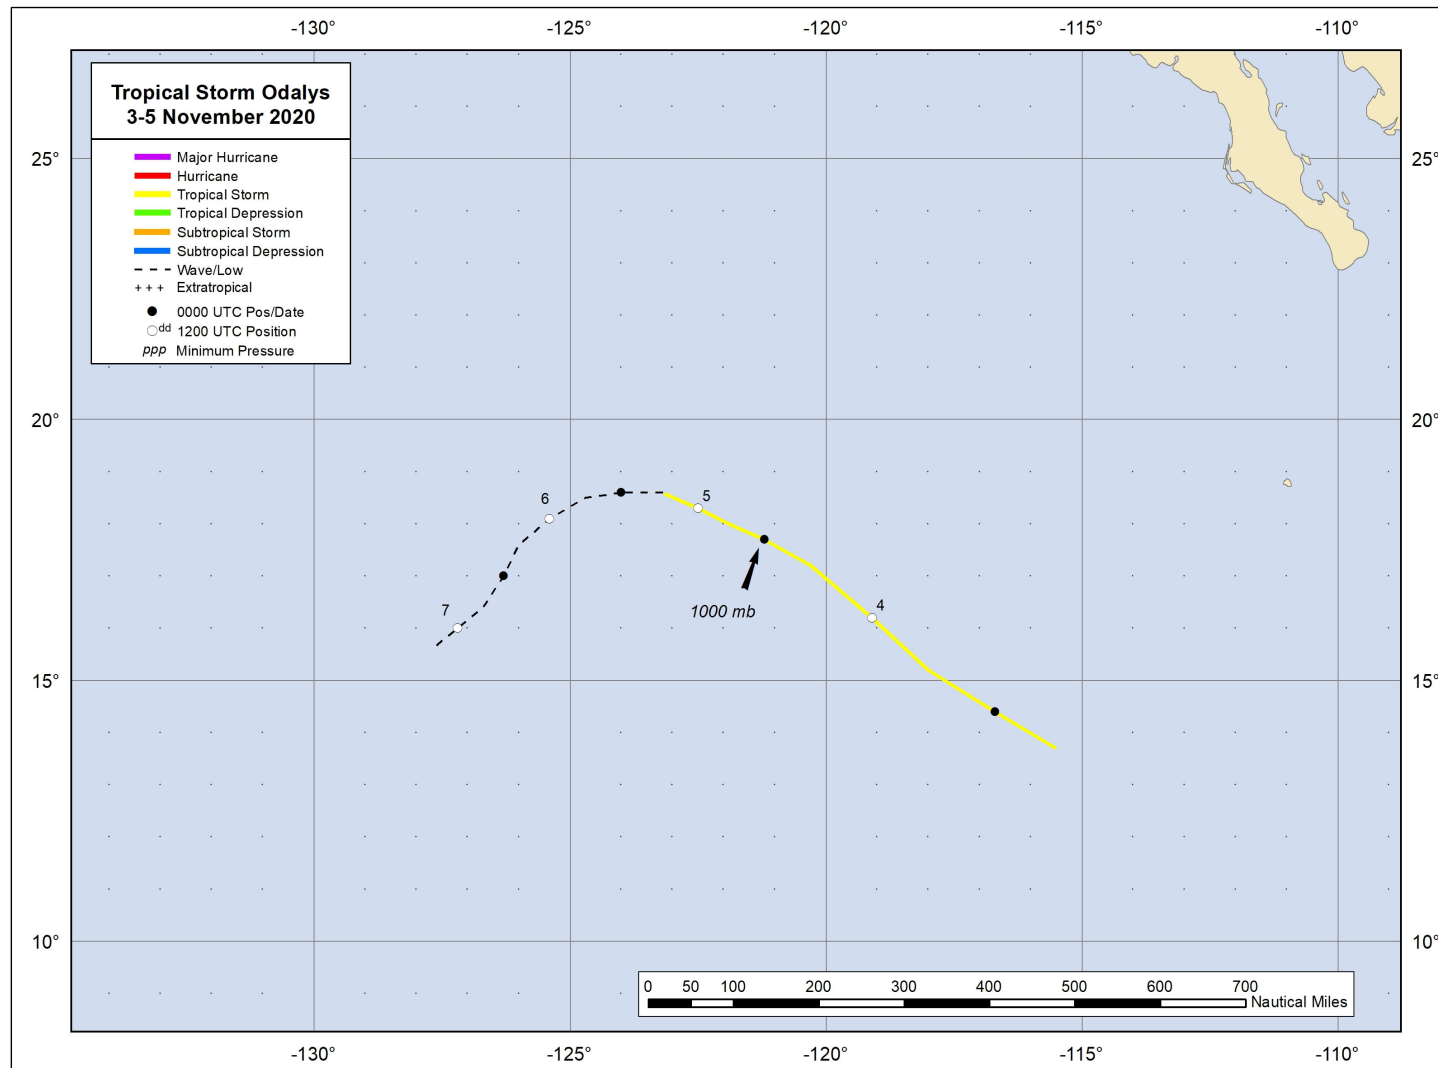 -130° -125° -120° -115° -110°
Tropical Storm Odalys
3-5 November 2020
Major Hurricane
Hurricane
Tropical Storm
Tropical Depression
Subtropical Storm
Subtropical Depression
Wave/Low
+++ Extratropical
0000 UTC Pos/Date
dd 1200 UTC Position
ppp Minimum Pressure
25° 25°
20° 20°
6 5
7 1000 mb 4
15° 15°
10° 10°
0 50 100 200 300 400 500 600 700
Nautical Miles
-130° -125° -120° -115° -110°